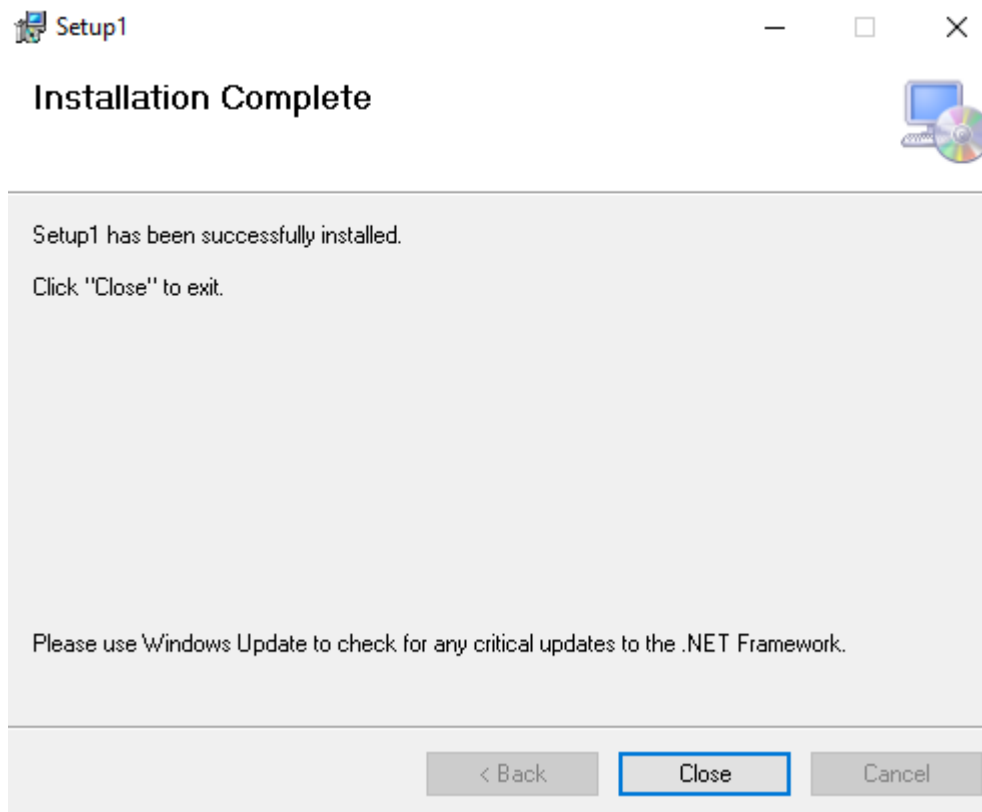 Setup1
Installation Complete
Setup1 has been successfully installed.
Click "Close" to exit.
Please use Windows Update to check for any critical updates to the .NET Framework.
< Back
Close
Cancel